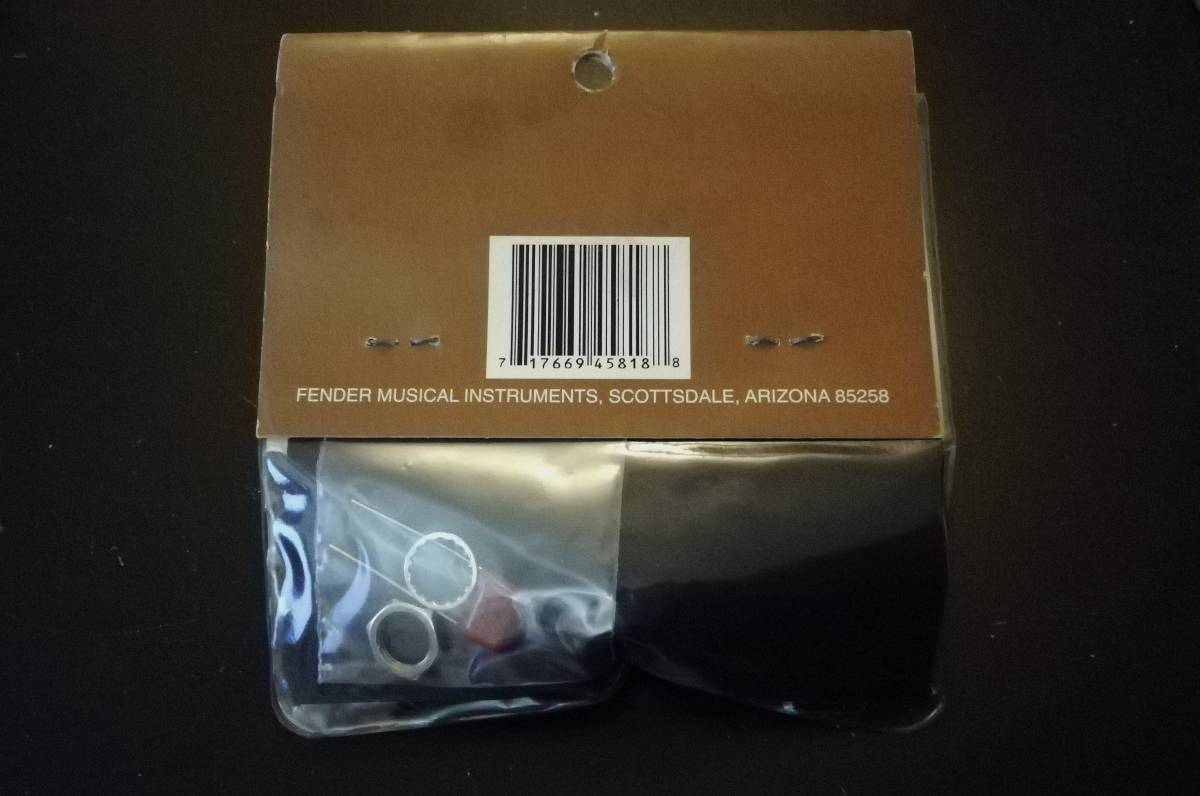 7 17669 45818 8
FENDER MUSICAL INSTRUMENTS, SCOTTSDALE, ARIZONA 85258